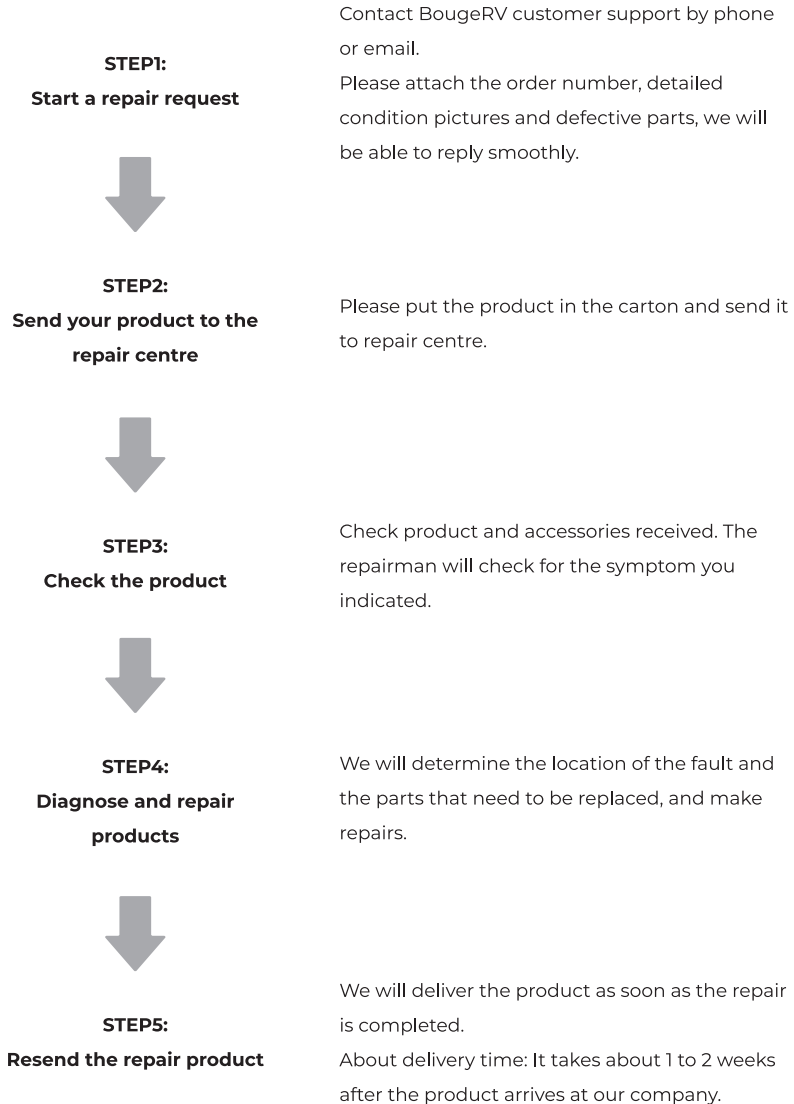 STEP1:
Start a repair request
Contact BougeRV customer support by phone
or email.
Please attach the order number, detailed
condition pictures and defective parts, we will
be able to reply smoothly.
STEP2:
Send your product to the
repair centre
Please put the product in the carton and send it
to repair centre.
STEP3:
Check the product
Check product and accessories received. The
repairman will check for the symptom you
indicated.
STEP4:
Diagnose and repair
products
We will determine the location of the fault and
the parts that need to be replaced, and make
repairs.
STEP5:
Resend the repair product
We will deliver the product as soon as the repair
is completed.
About delivery time: It takes about 1 to 2 weeks
after the product arrives at our company.